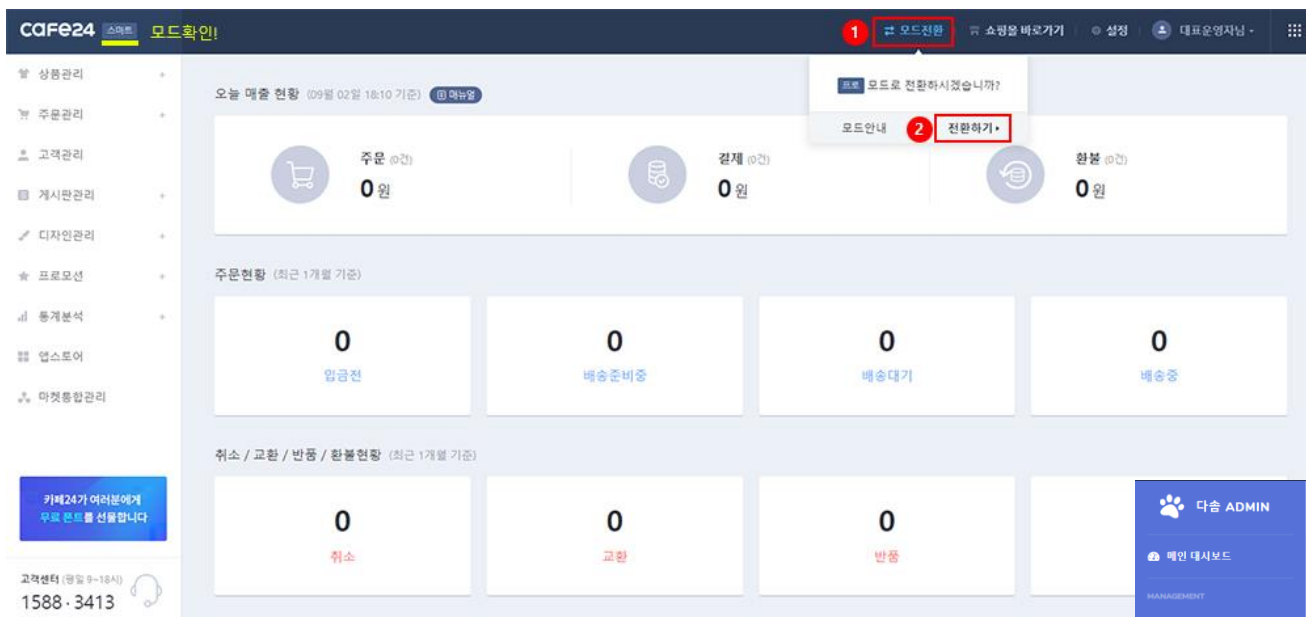 CAFE24 스마트 모드확인!
1 모드전환 쇼핑몰 바로가기 설정 대표운영자님
프로 모드로 전환하시겠습니까?
모드안내 2 전환하기
상품관리 +
주문관리 +
고객관리
게시판관리 +
디자인관리 +
프로모션 +
통계분석 +
앱스토어
마켓통합관리
카페24가 여러분에게
무료 폰트를 선물합니다
고객센터 (평일 9~18시)
1588 · 3413
오늘 매출 현황 (09월 02일 18:10 기준) 매뉴얼
주문 (0건)
0 원
결제 (0건)
0 원
환불 (0건)
0 원
주문현황 (최근 1개월 기준)
0
입금전
0
배송준비중
0
배송대기
0
배송중
취소 / 교환 / 반품 / 환불현황 (최근 1개월 기준)
0
취소
0
교환
0
반품
다솜 ADMIN
메인 대시보드
MANAGEMENT